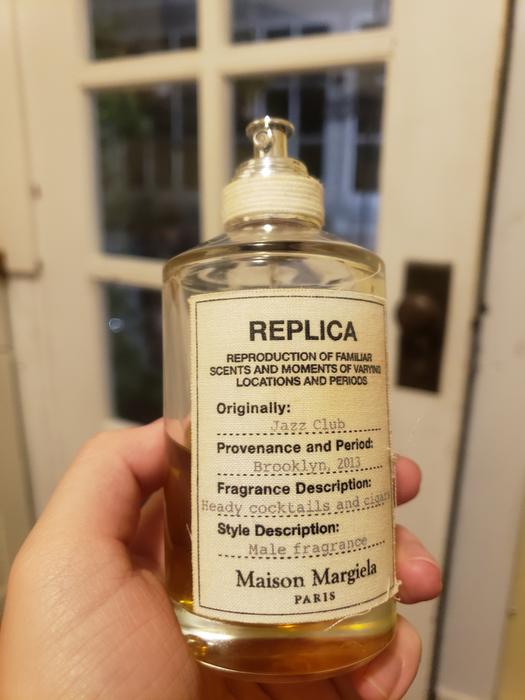 REPLICA
REPRODUCTION OF FAMILIAR
SCENTS AND MOMENTS OF VARYING
LOCATIONS AND PERIODS
Originally:
Jazz Club
Provenance and Period:
Brooklyn, 2013
Fragrance Description:
Heady cocktails and cigars
Style Description:
Male fragrance
Maison Margiela
PARIS